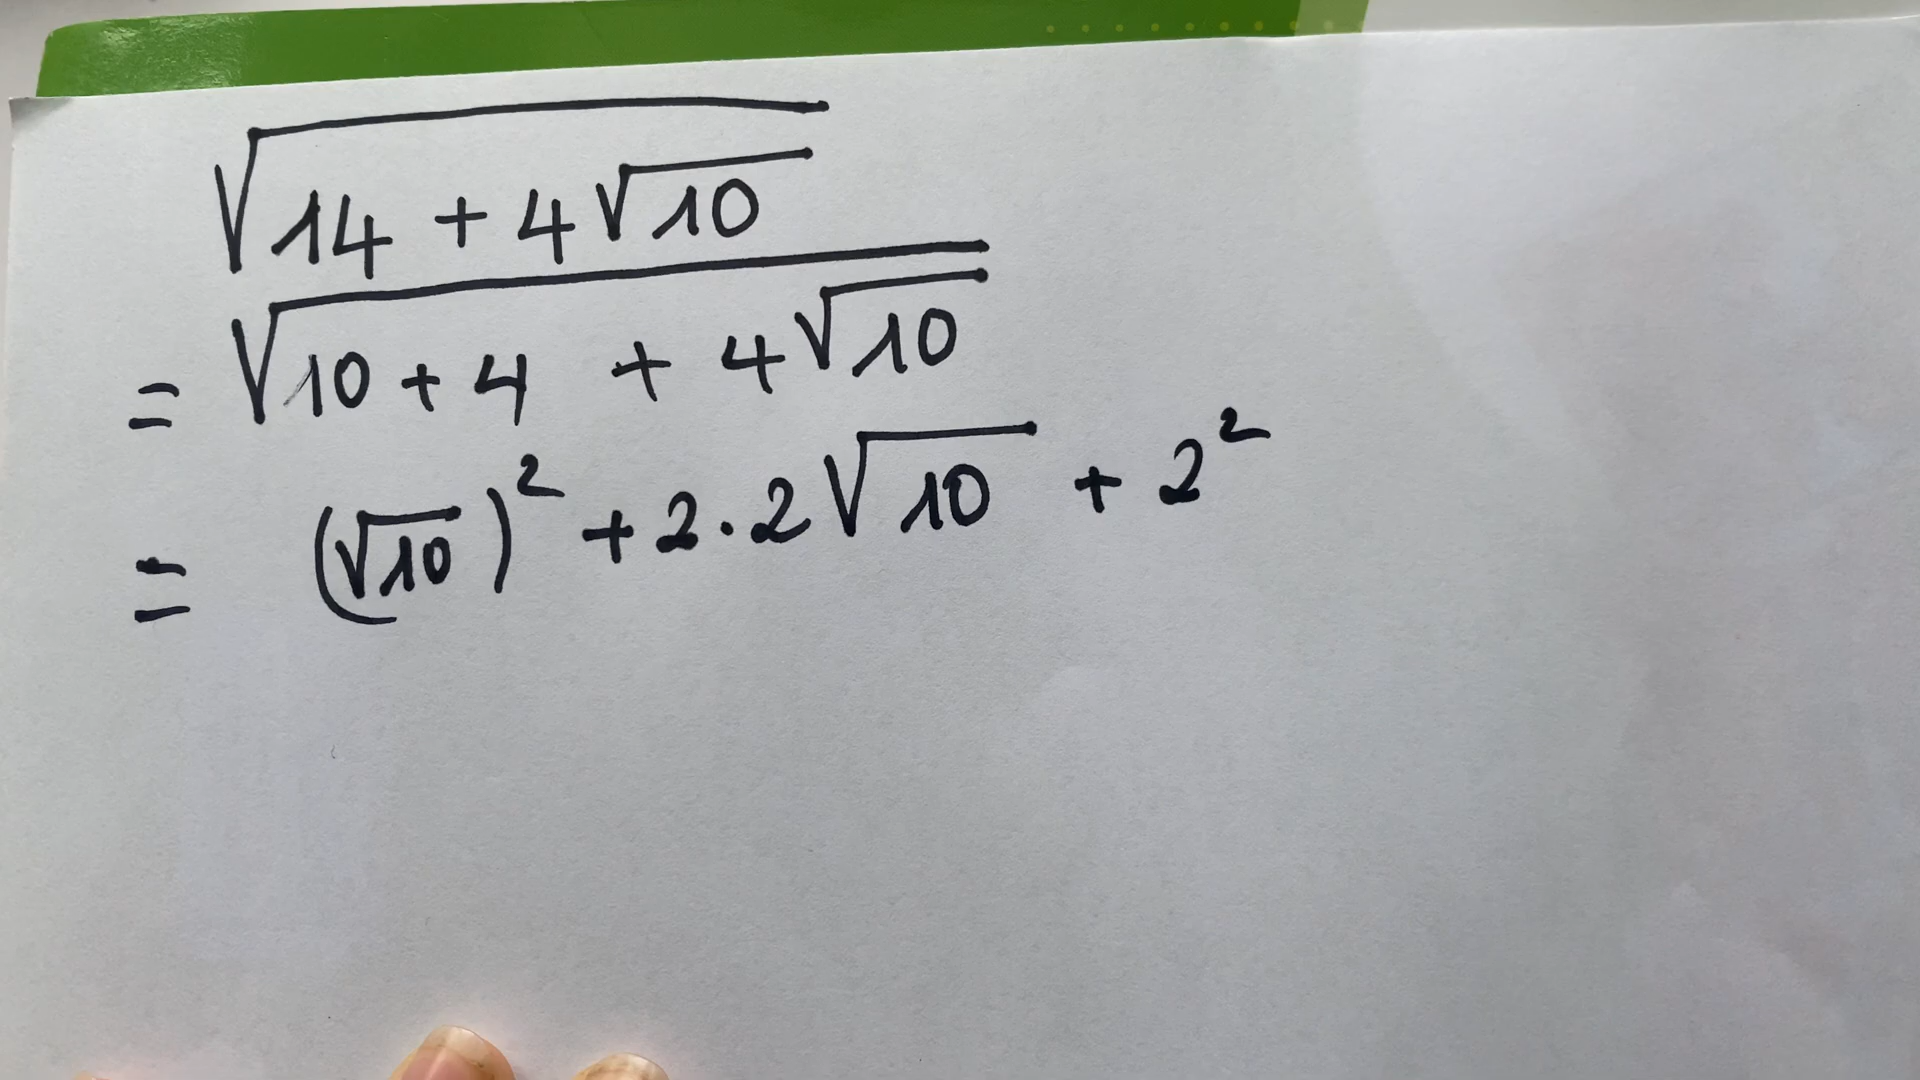 √(14 + 4√10)
= √(10 + 4 + 4√10)
= (√10)² + 2·2√10 + 2²